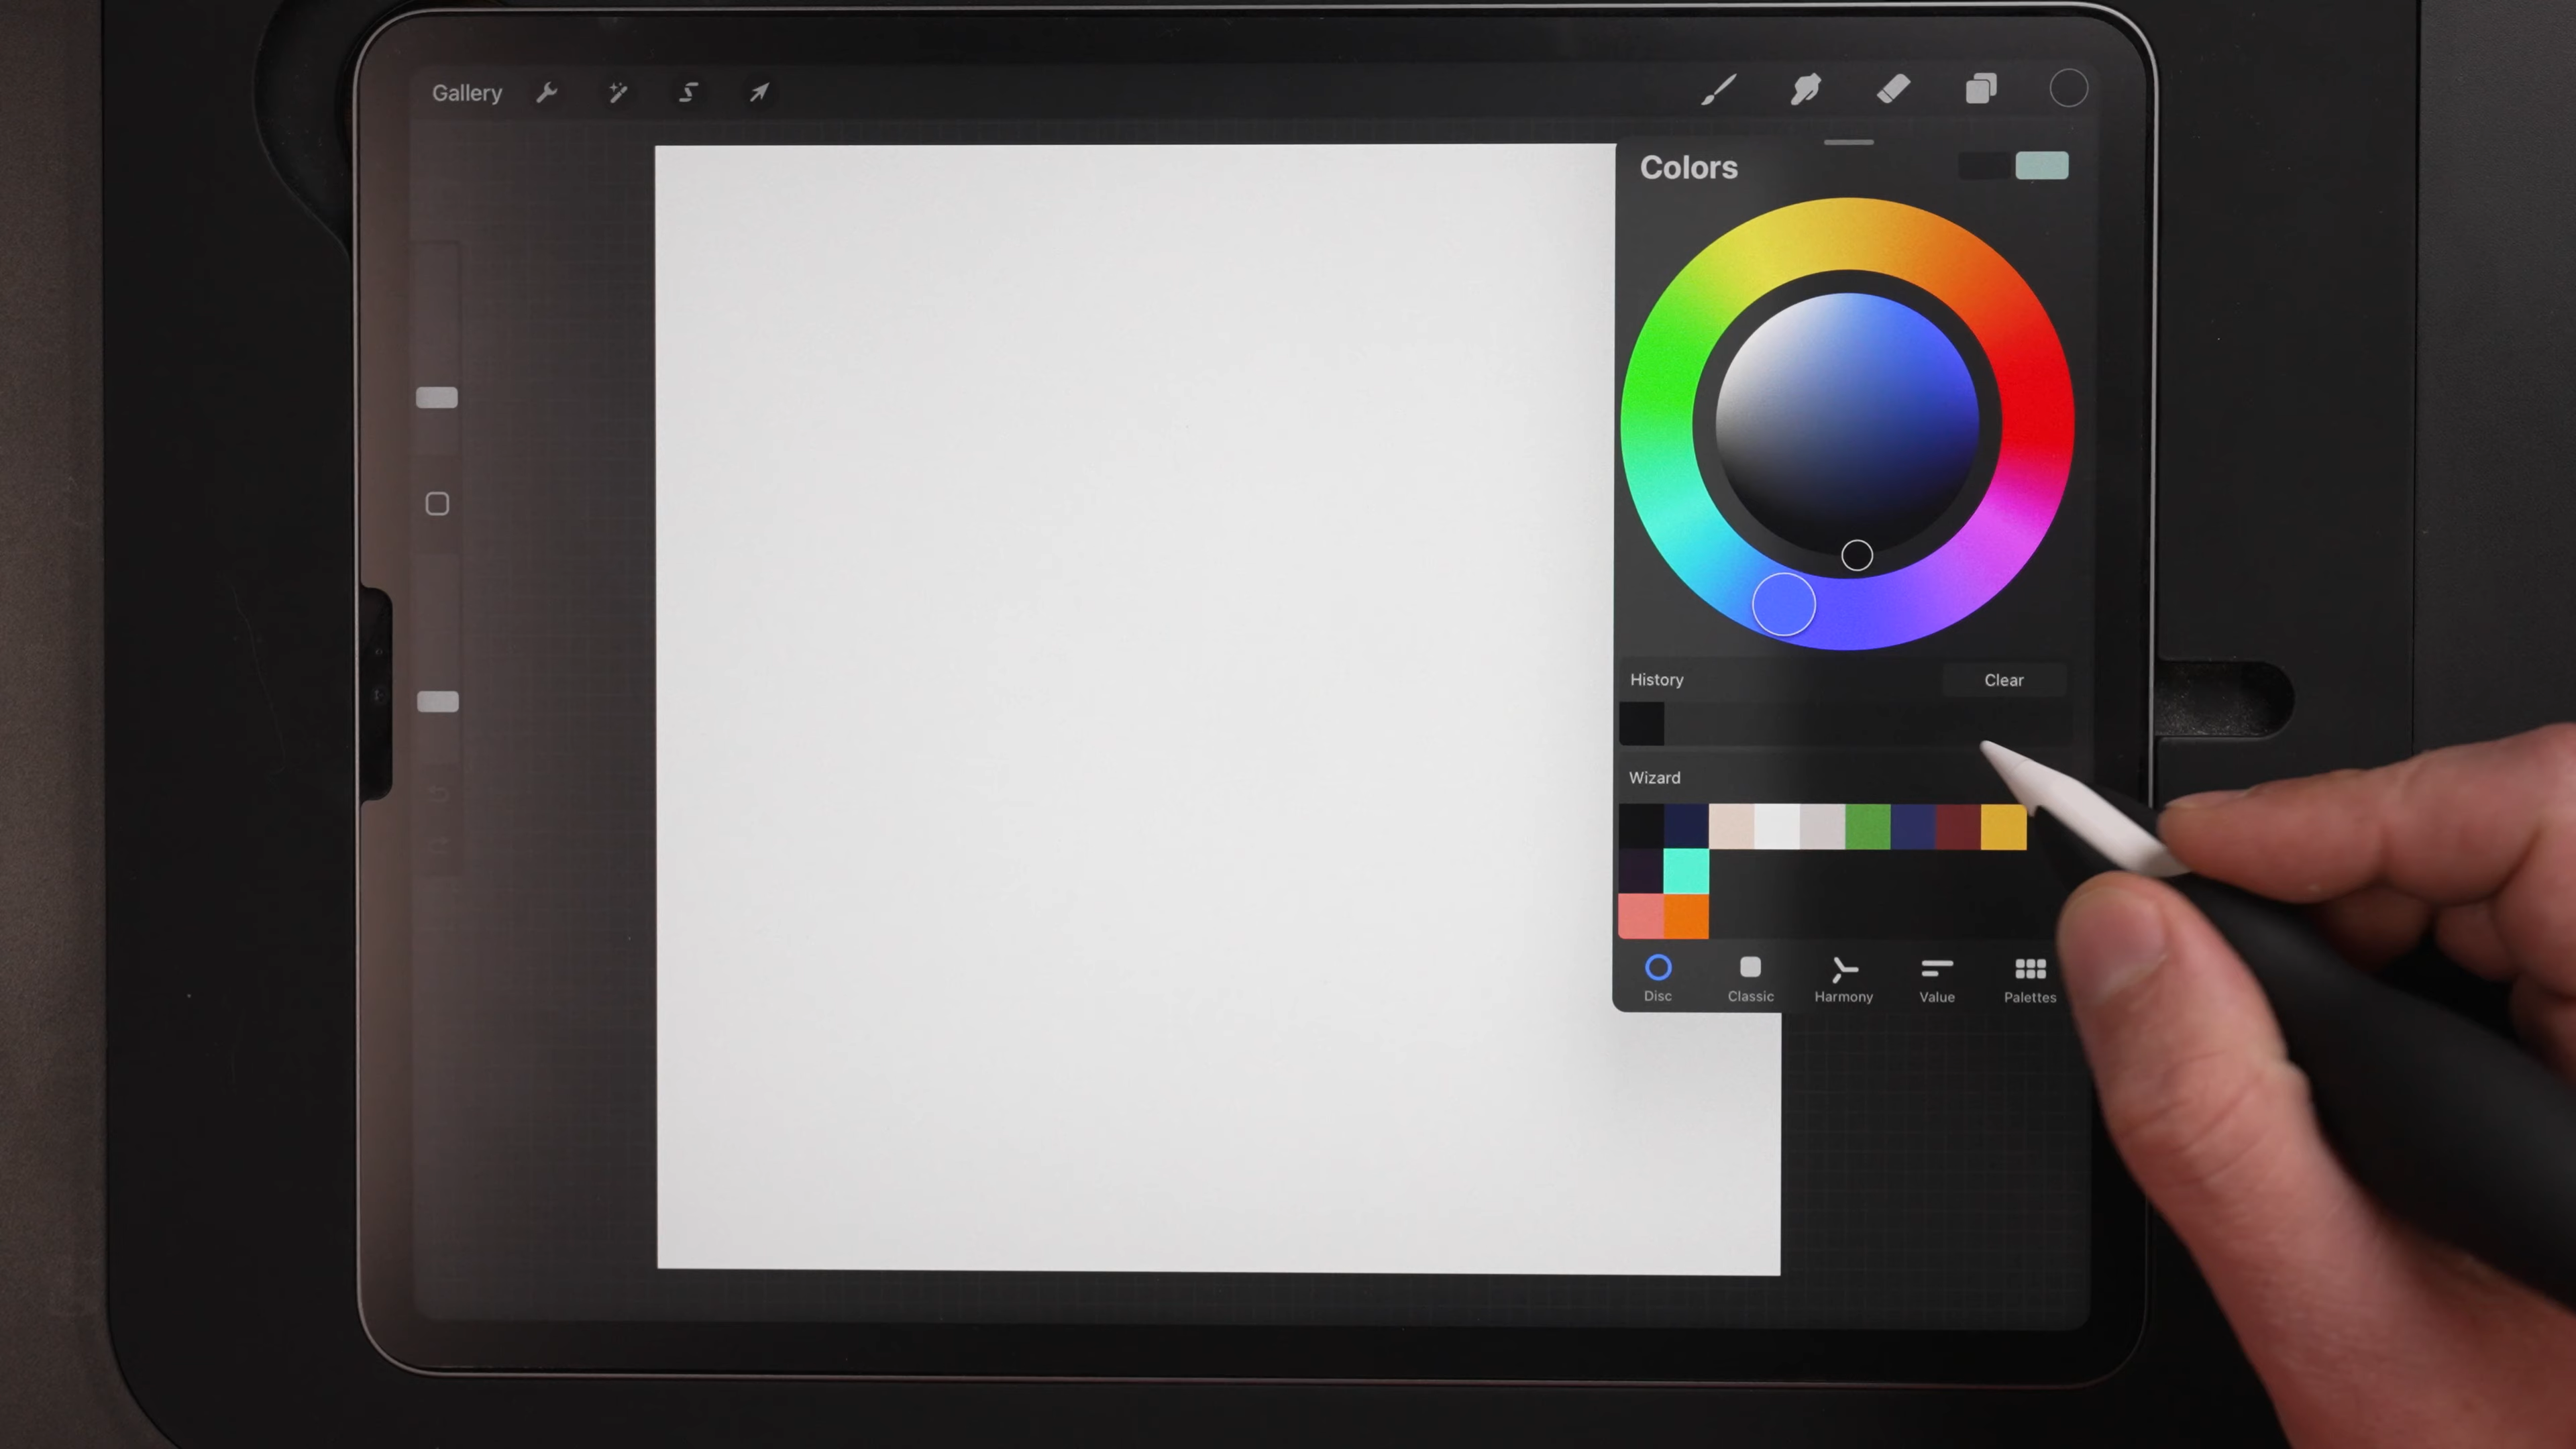 Gallery
Colors
History
Clear
Wizard
Disc
Classic
Harmony
Value
Palettes